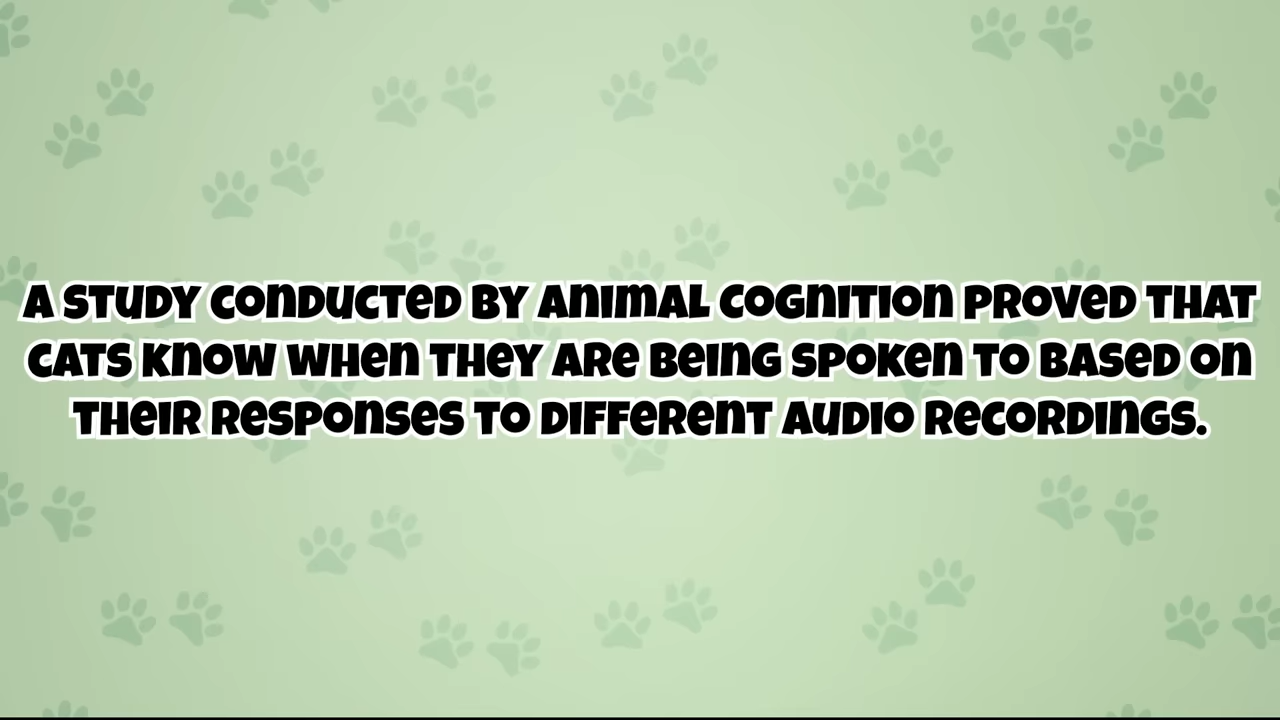 A STUDY CONDUCTED BY ANIMAL COGNITION PROVED THAT
CATS KNOW WHEN THEY ARE BEING SPOKEN TO BASED ON
THEIR RESPONSES TO DIFFERENT AUDIO RECORDINGS.